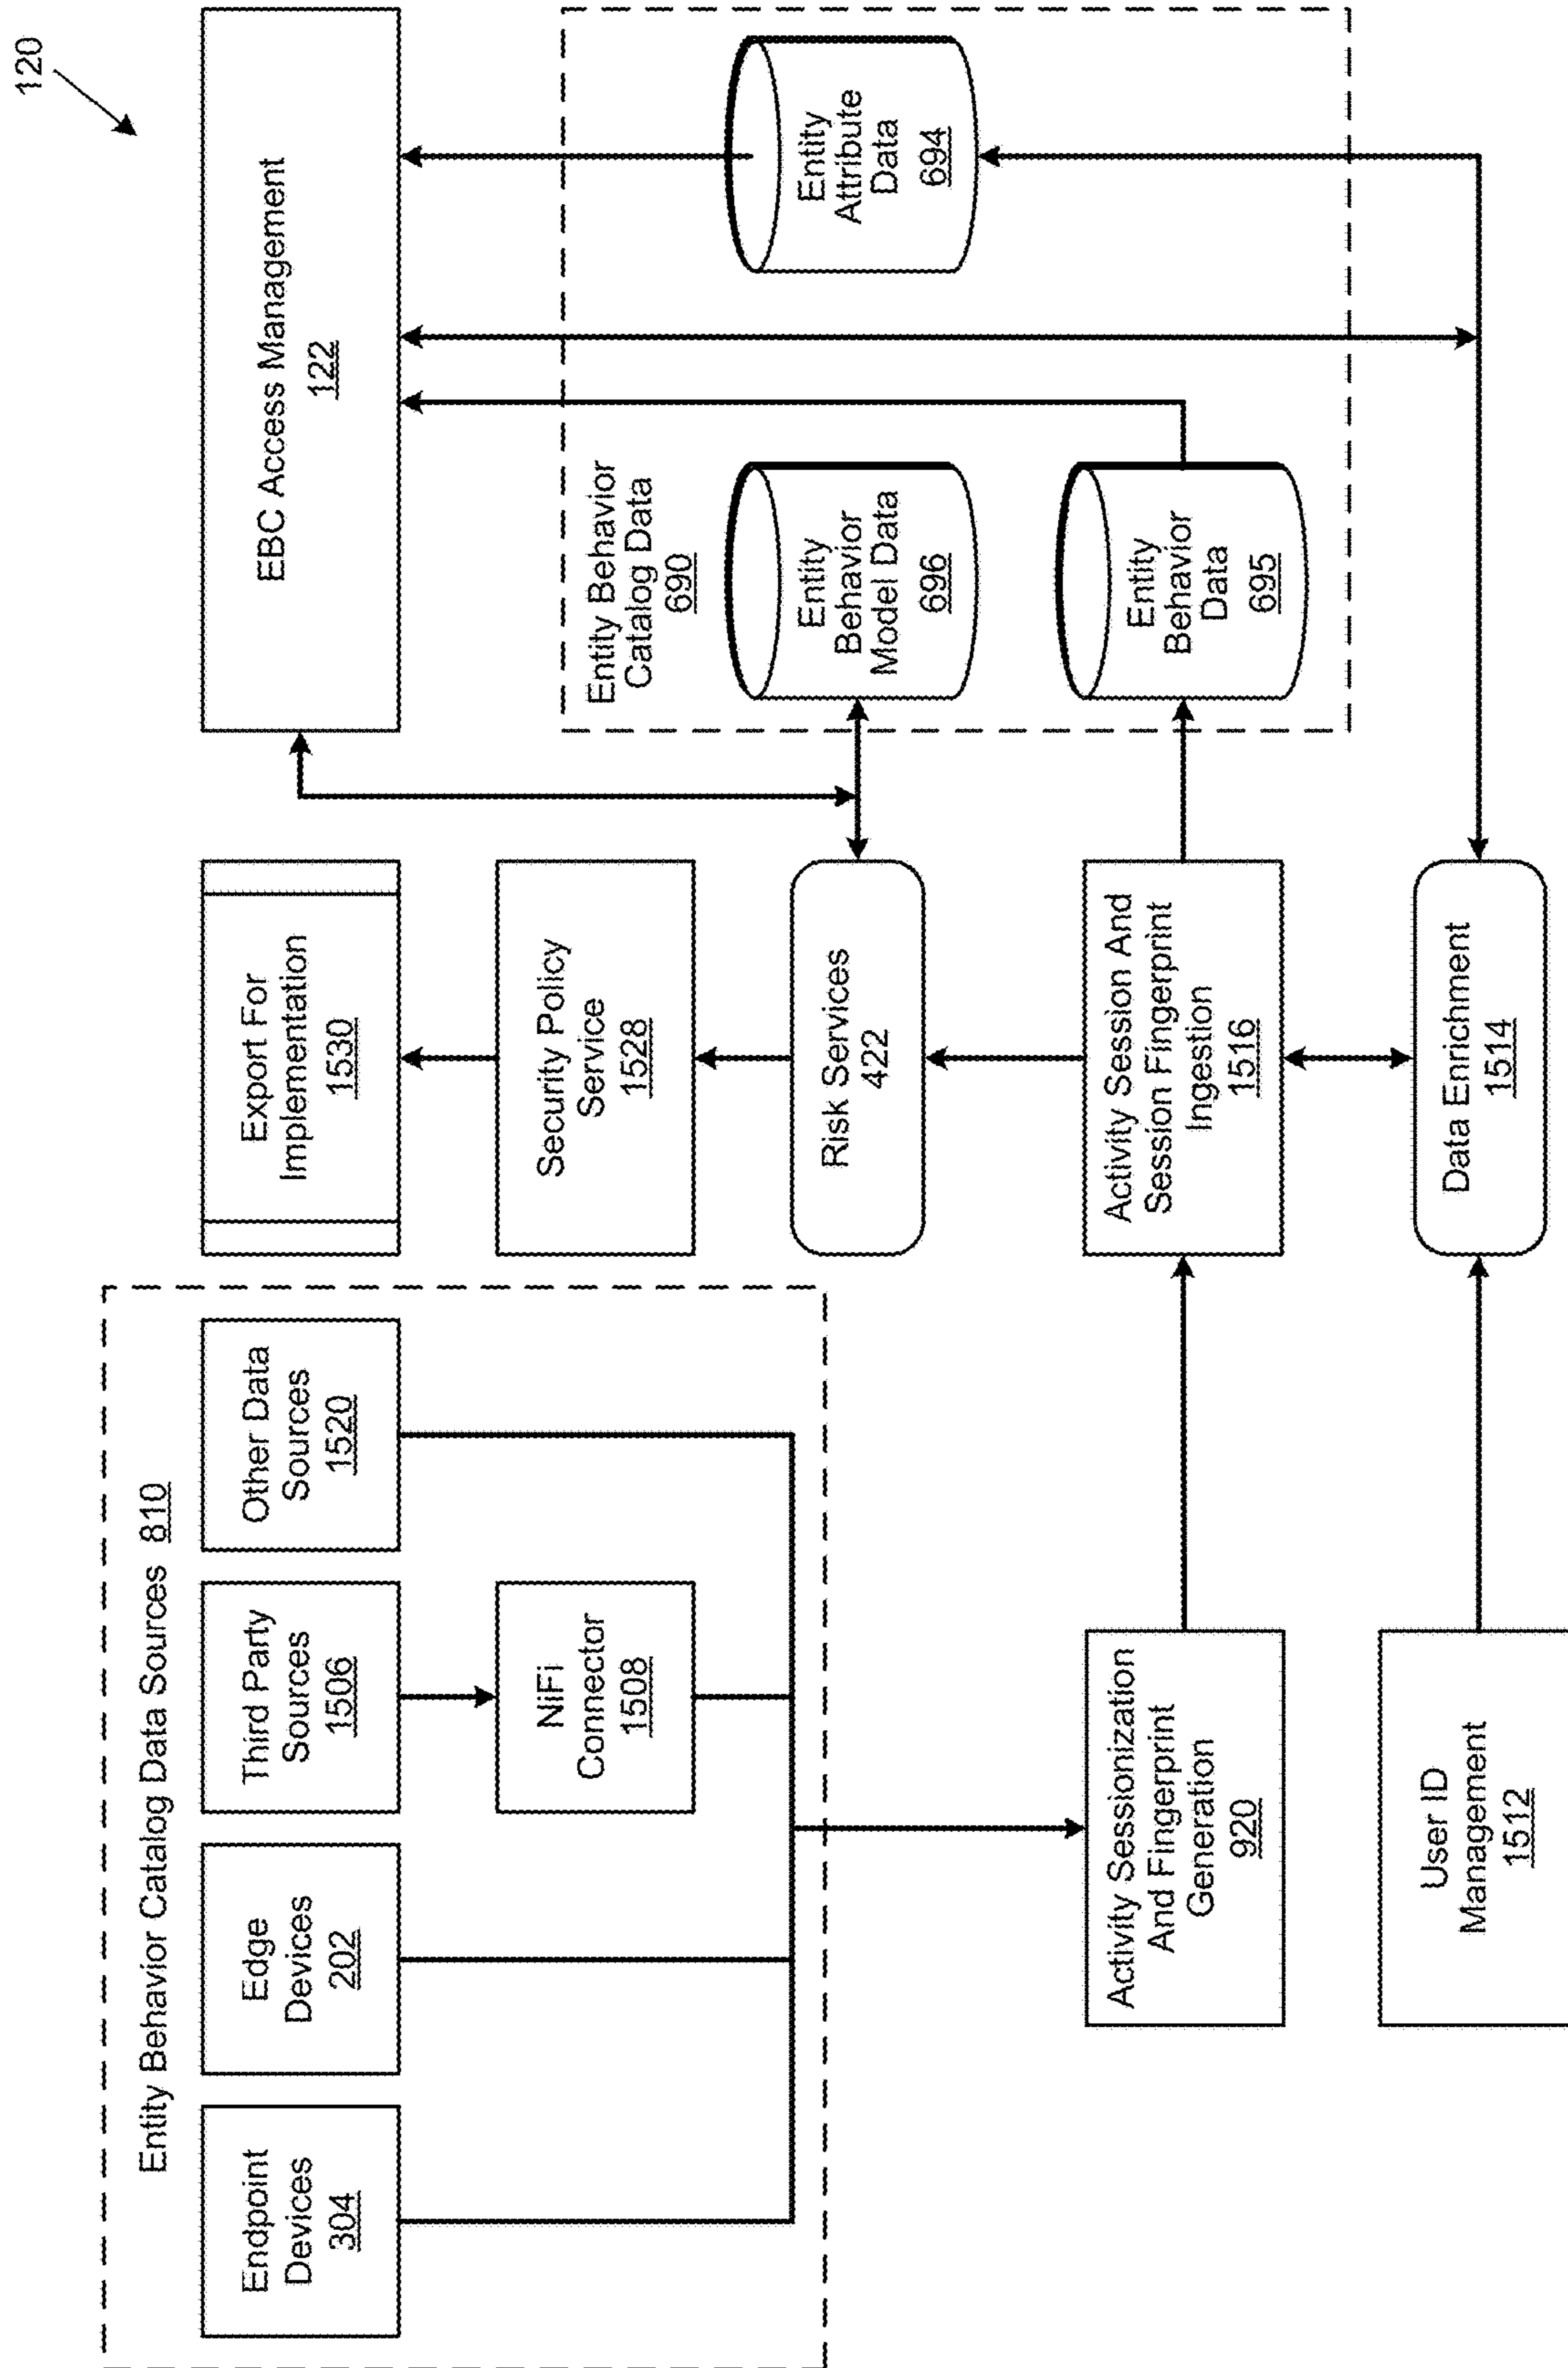 120
Entity Behavior Catalog Data Sources 810
Endpoint
Devices
304
Edge
Devices
202
Third Party
Sources
1506
Other Data
Sources
1520
NiFi
Connector
1508
Export For
Implementation
1530
EBC Access Management
122
Security Policy
Service
1528
Risk Services
422
Entity Behavior
Catalog Data
690
Entity
Behavior
Model Data
696
Entity
Attribute
Data
694
Activity Sessionization
And Fingerprint
Generation
920
Activity Session And
Session Fingerprint
Ingestion
1516
Entity
Behavior
Data
695
User ID
Management
1512
Data Enrichment
1514